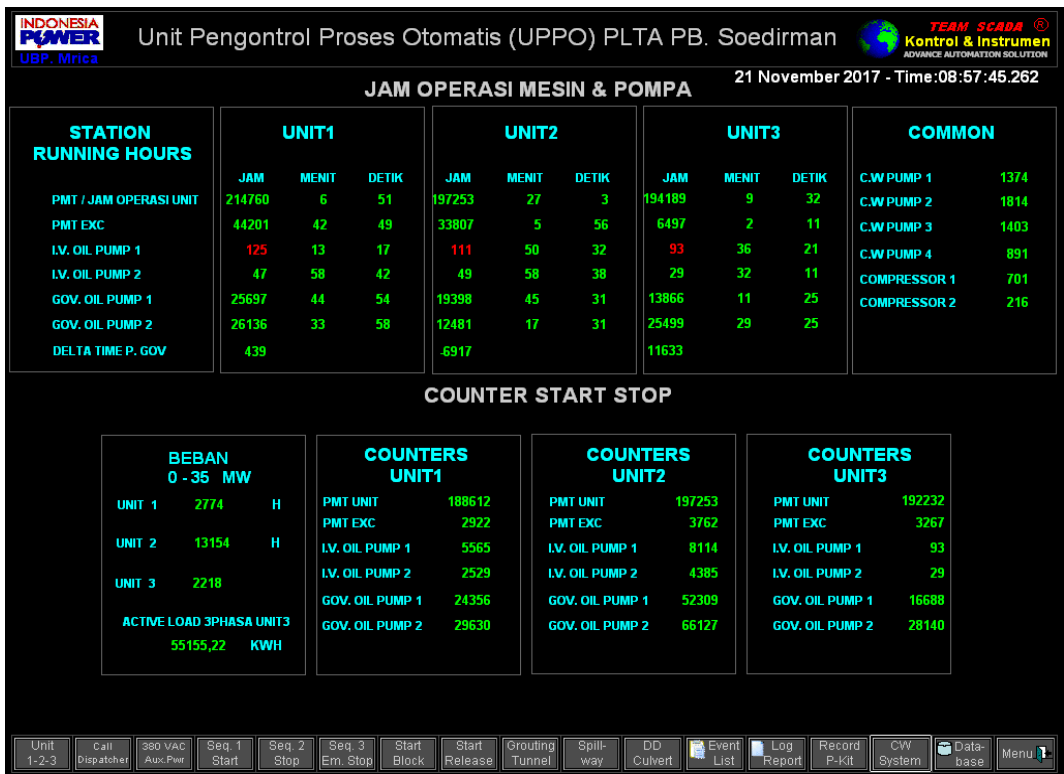 INDONESIA
POWER
UBP. Mrica
Unit Pengontrol Proses Otomatis (UPPO) PLTA PB. Soedirman
TEAM SCADA ®
Kontrol & Instrumen
ADVANCE AUTOMATION SOLUTION
21 November 2017 - Time:08:57:45.262
JAM OPERASI MESIN & POMPA
STATION RUNNING HOURS UNIT1 UNIT2 UNIT3 COMMON
JAM MENIT DETIK JAM MENIT DETIK JAM MENIT DETIK
PMT / JAM OPERASI UNIT 214760 6 51 197253 27 3 194189 9 32
PMT EXC 44201 42 49 33807 5 56 6497 2 11
I.V. OIL PUMP 1 125 13 17 111 50 32 93 36 21
I.V. OIL PUMP 2 47 58 42 49 58 38 29 32 11
GOV. OIL PUMP 1 25697 44 54 19398 45 31 13866 11 25
GOV. OIL PUMP 2 26136 33 58 12481 17 31 25499 29 25
DELTA TIME P. GOV 439 -6917 11633
C.W PUMP 1 1374
C.W PUMP 2 1814
C.W PUMP 3 1403
C.W PUMP 4 891
COMPRESSOR 1 701
COMPRESSOR 2 216
COUNTER START STOP
BEBAN
0 - 35 MW
UNIT 1 2774 H
UNIT 2 13154 H
UNIT 3 2218
ACTIVE LOAD 3PHASA UNIT3
55155,22 KWH
COUNTERS
UNIT1
PMT UNIT 188612
PMT EXC 2922
I.V. OIL PUMP 1 5565
I.V. OIL PUMP 2 2529
GOV. OIL PUMP 1 24356
GOV. OIL PUMP 2 29630
COUNTERS
UNIT2
PMT UNIT 197253
PMT EXC 3762
I.V. OIL PUMP 1 8114
I.V. OIL PUMP 2 4385
GOV. OIL PUMP 1 52309
GOV. OIL PUMP 2 66127
COUNTERS
UNIT3
PMT UNIT 192232
PMT EXC 3267
I.V. OIL PUMP 1 93
I.V. OIL PUMP 2 29
GOV. OIL PUMP 1 16688
GOV. OIL PUMP 2 28140
Unit 1-2-3
Call Dispatcher
380 VAC Aux.Pwr
Seq. 1 Start
Seq. 2 Stop
Seq. 3 Em. Stop
Start Block
Start Release
Grouting Tunnel
Spill-way
DD Culvert
Event List
Log Report
Record P-Kit
CW System
Data-base
Menu